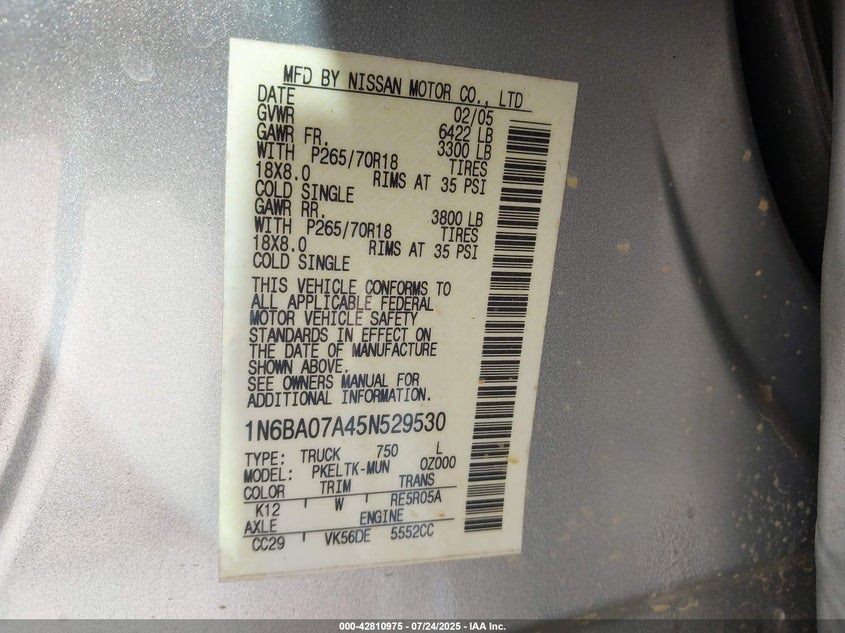 MFD BY NISSAN MOTOR CO., LTD
DATE 02/05
GVWR 6422 LB
GAWR FR. 3300 LB
WITH P265/70R18 TIRES
18X8.0 RIMS AT 35 PSI
COLD SINGLE
GAWR RR. 3800 LB
WITH P265/70R18 TIRES
18X8.0 RIMS AT 35 PSI
COLD SINGLE
THIS VEHICLE CONFORMS TO
ALL APPLICABLE FEDERAL
MOTOR VEHICLE SAFETY
STANDARDS IN EFFECT ON
THE DATE OF MANUFACTURE
SHOWN ABOVE.
SEE OWNERS MANUAL FOR
ADDITIONAL INFORMATION.
1N6BA07A45N529530
TYPE: TRUCK 750 L
MODEL: PKELTK-MUN 0Z000
COLOR TRIM TRANS
K12 W RE5R05A
AXLE ENGINE
CC29 VK56DE 5552CC
000-42810975 - 07/24/2025 - IAA Inc.